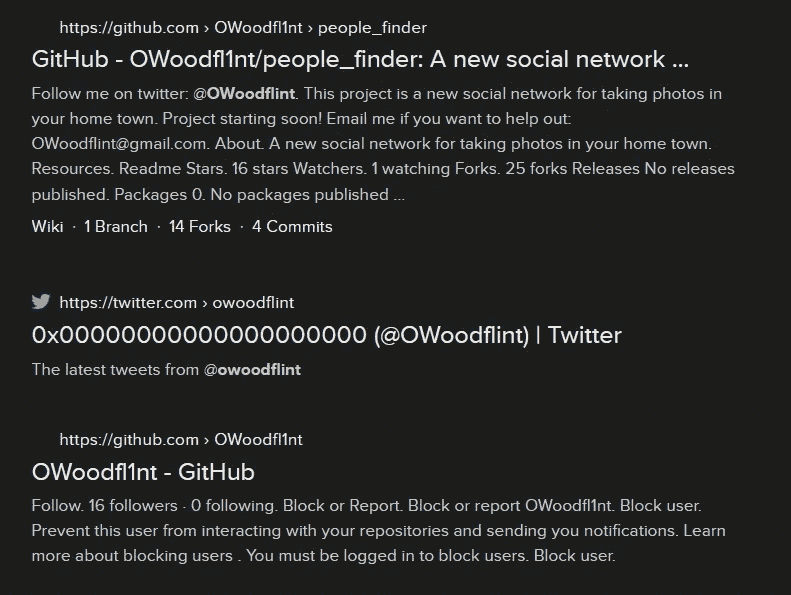 https://github.com › OWoodfl1nt › people_finder
GitHub - OWoodfl1nt/people_finder: A new social network ...
Follow me on twitter: @OWoodflint. This project is a new social network for taking photos in
your home town. Project starting soon! Email me if you want to help out:
OWoodflint@gmail.com. About. A new social network for taking photos in your home town.
Resources. Readme Stars. 16 stars Watchers. 1 watching Forks. 25 forks Releases No releases
published. Packages 0. No packages published ...
Wiki · 1 Branch · 14 Forks · 4 Commits
https://twitter.com › owoodflint
0x00000000000000000000 (@OWoodflint) | Twitter
The latest tweets from @owoodflint
https://github.com › OWoodfl1nt
OWoodfl1nt - GitHub
Follow. 16 followers · 0 following. Block or Report. Block or report OWoodfl1nt. Block user.
Prevent this user from interacting with your repositories and sending you notifications. Learn
more about blocking users . You must be logged in to block users. Block user.